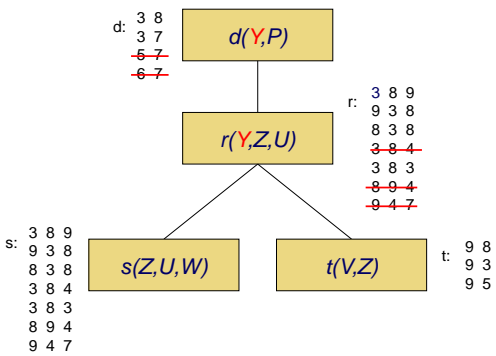 d:
3 8
3 7
5 7
6 7
d(Y,P)
r:
3 8 9
9 3 8
8 3 8
3 8 4
3 8 3
8 9 4
9 4 7
r(Y,Z,U)
s:
3 8 9
9 3 8
8 3 8
3 8 4
3 8 3
8 9 4
9 4 7
s(Z,U,W)
t(V,Z)
t:
9 8
9 3
9 5